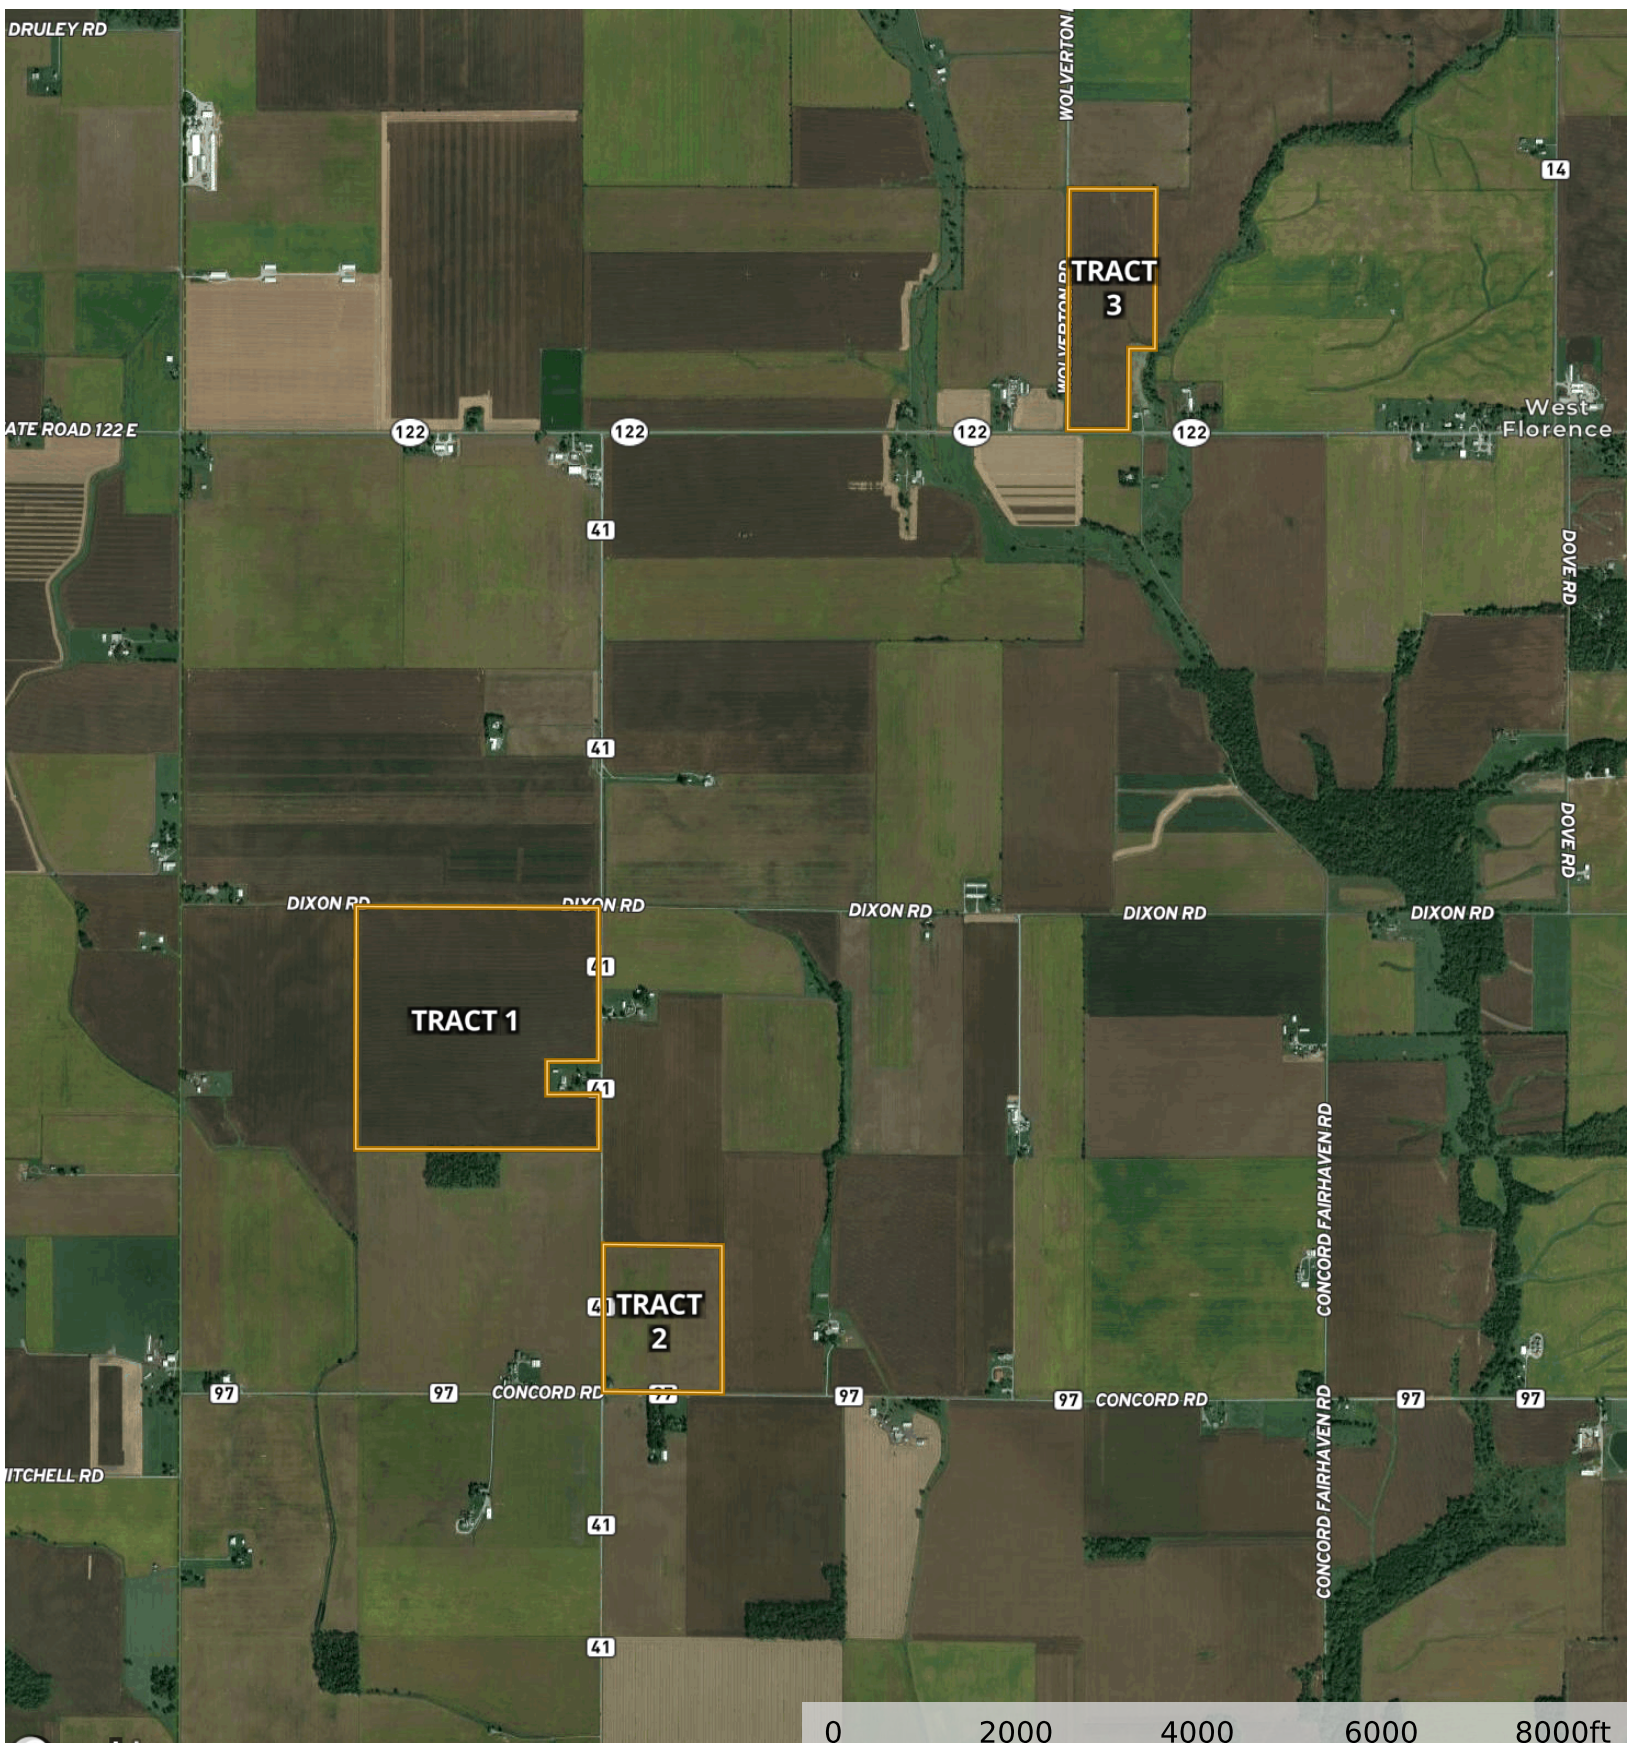 DRULEY RD
WOLVERTON
14
TRACT
3
WOLVERTON RD
West
Florence
ATE ROAD 122 E
122
122
122
122
41
DOVE RD
41
DOVE RD
DIXON RD
DIXON RD
DIXON RD
DIXON RD
DIXON RD
41
TRACT 1
41
CONCORD FAIRHAVEN RD
41
TRACT
2
97
97
CONCORD RD
97
97
97
CONCORD RD
97
97
ITCHELL RD
CONCORD FAIRHAVEN RD
41
41
0 2000 4000 6000 8000ft